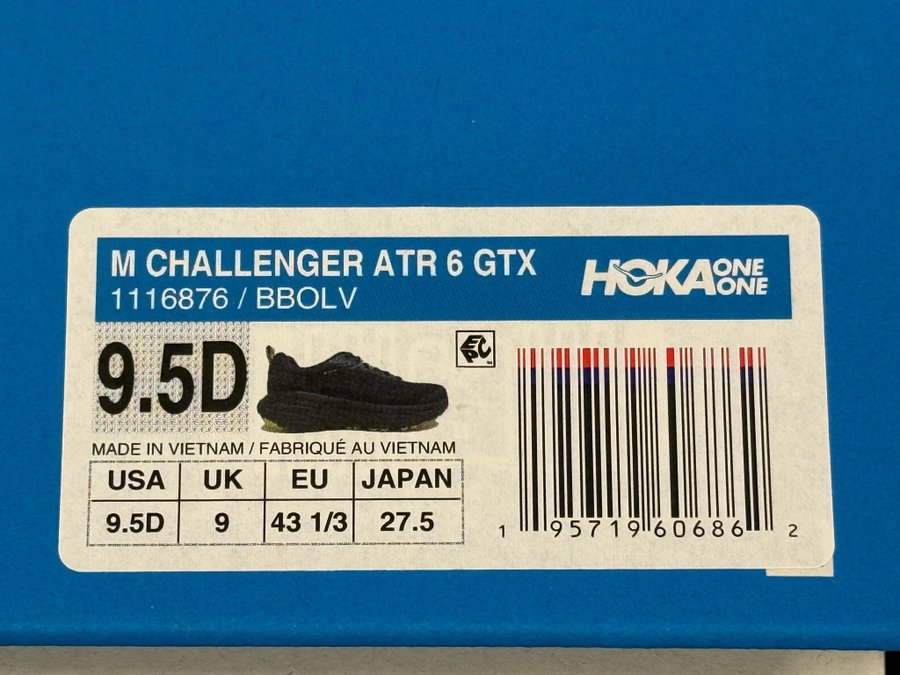 M CHALLENGER ATR 6 GTX
1116876 / BBOLV
HOKA ONE ONE
9.5D
EPC
MADE IN VIETNAM / FABRIQUÉ AU VIETNAM
USA UK EU JAPAN
9.5D 9 43 1/3 27.5
1 95719 60686 2